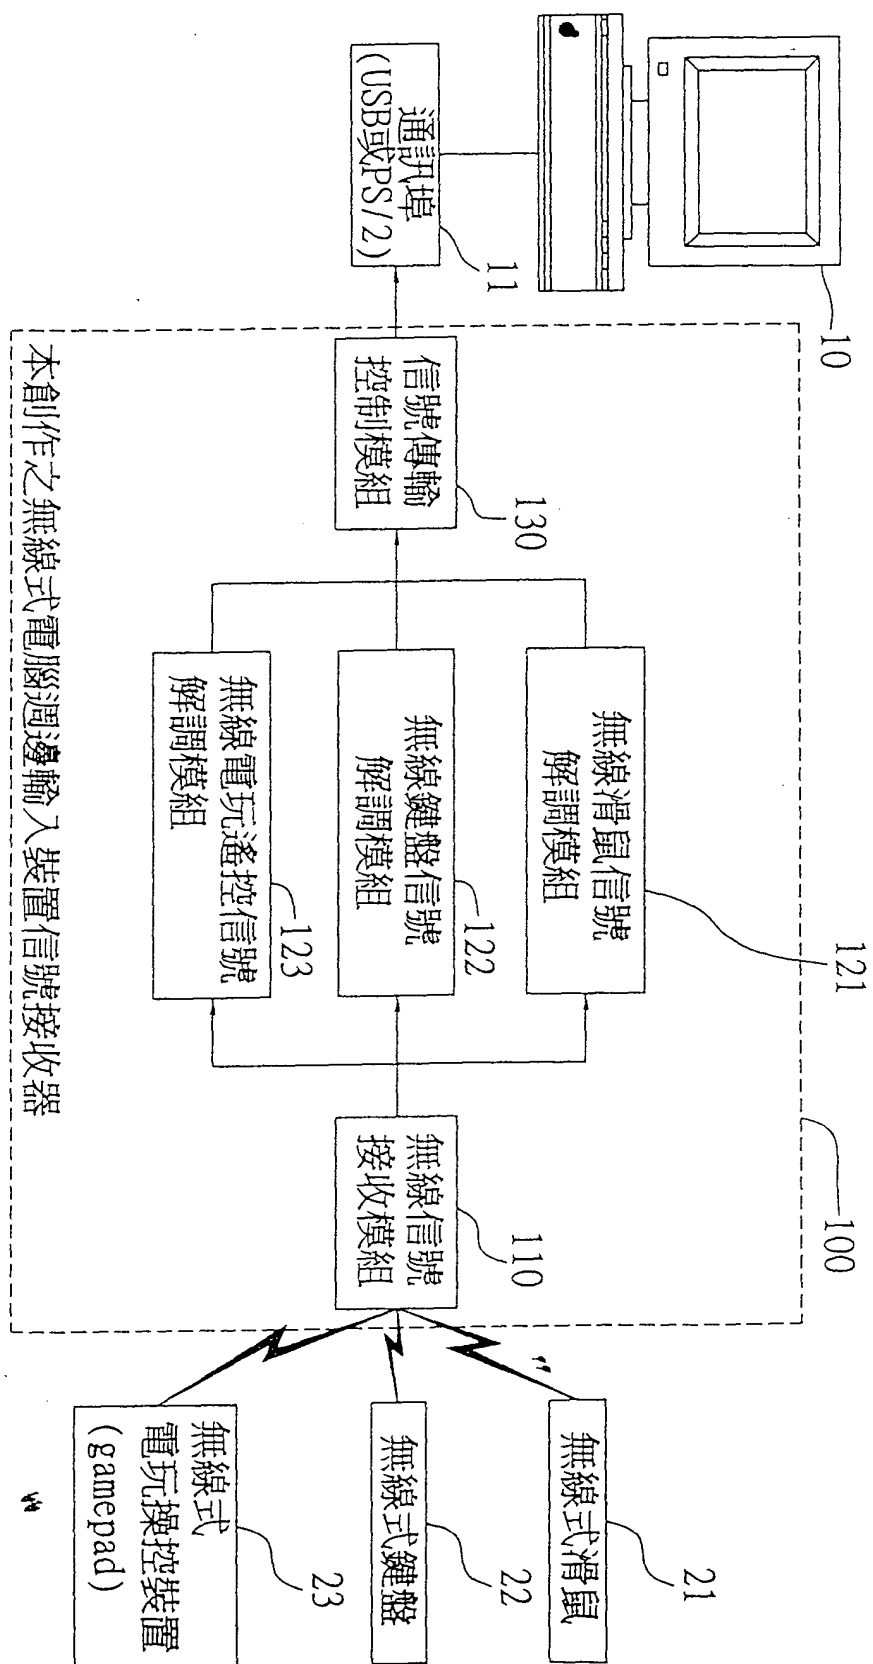 10
通訊埠
(USB或PS/2)
11
信號傳輸
控制模組
130
無線滑鼠信號
解調模組
121
無線鍵盤信號
解調模組
122
無線電玩遙控信號
解調模組
123
無線信號
接收模組
110
100
本創作之無線式電腦週邊輸入裝置信號接收器
無線式滑鼠
21
無線式鍵盤
22
無線式
電玩操控裝置
(gamepad)
23